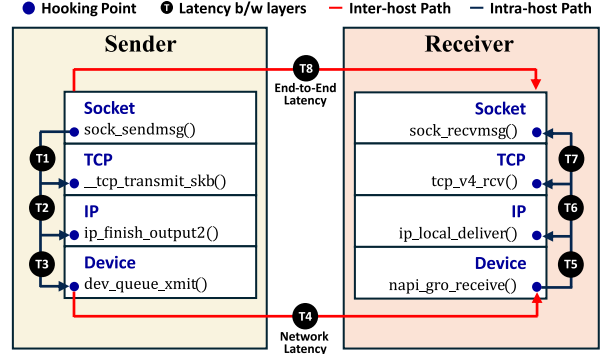 Hooking Point T Latency b/w layers Inter-host Path Intra-host Path
Sender
Receiver
T8
End-to-End
Latency
Socket
sock_sendmsg()
T1
TCP
__tcp_transmit_skb()
T2
IP
ip_finish_output2()
T3
Device
dev_queue_xmit()
Socket
sock_recvmsg()
T7
TCP
tcp_v4_rcv()
T6
IP
ip_local_deliver()
T5
Device
napi_gro_receive()
T4
Network
Latency